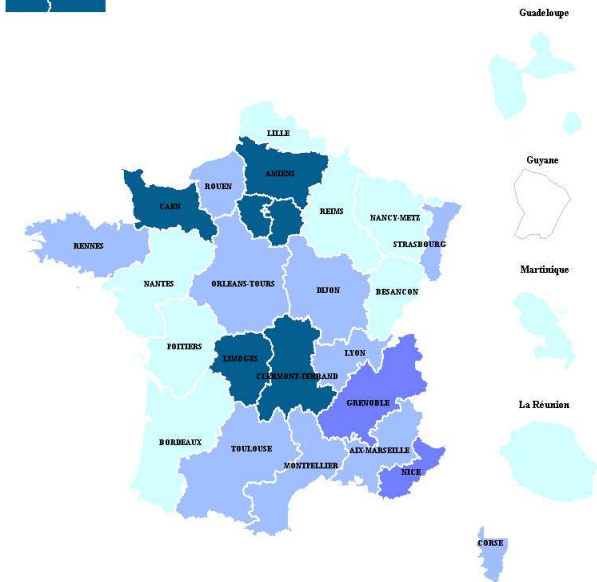 Guadeloupe
LILLE
Guyane
AMIENS
ROUEN
CAEN
REIMS
NANCY-METZ
STRASBOURG
RENNES
Martinique
NANTES
ORLEANS-TOURS
DIJON
BESANCON
POITIERS
LYON
LIMOGES
CLERMONT-FERRAND
GRENOBLE
La Réunion
BORDEAUX
TOULOUSE
AIX-MARSEILLE
MONTPELLIER
NICE
CORSE